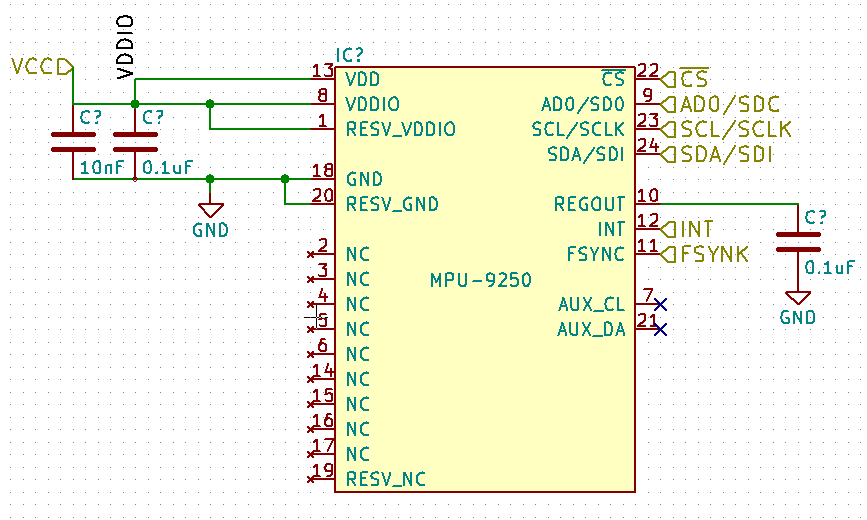 VCC
VDDIO
C?
10nF
C?
0.1uF
GND
IC?
MPU-9250
13 VDD
8 VDDIO
1 RESV_VDDIO
18 GND
20 RESV_GND
2 NC
3 NC
4 NC
5 NC
6 NC
14 NC
15 NC
16 NC
17 NC
19 RESV_NC
CS 22 CS
AD0/SD0 9 AD0/SDC
SCL/SCLK 23 SCL/SCLK
SDA/SDI 24 SDA/SDI
REGOUT 10
INT 12 INT
FSYNC 11 FSYNK
AUX_CL 7
AUX_DA 21
C?
0.1uF
GND